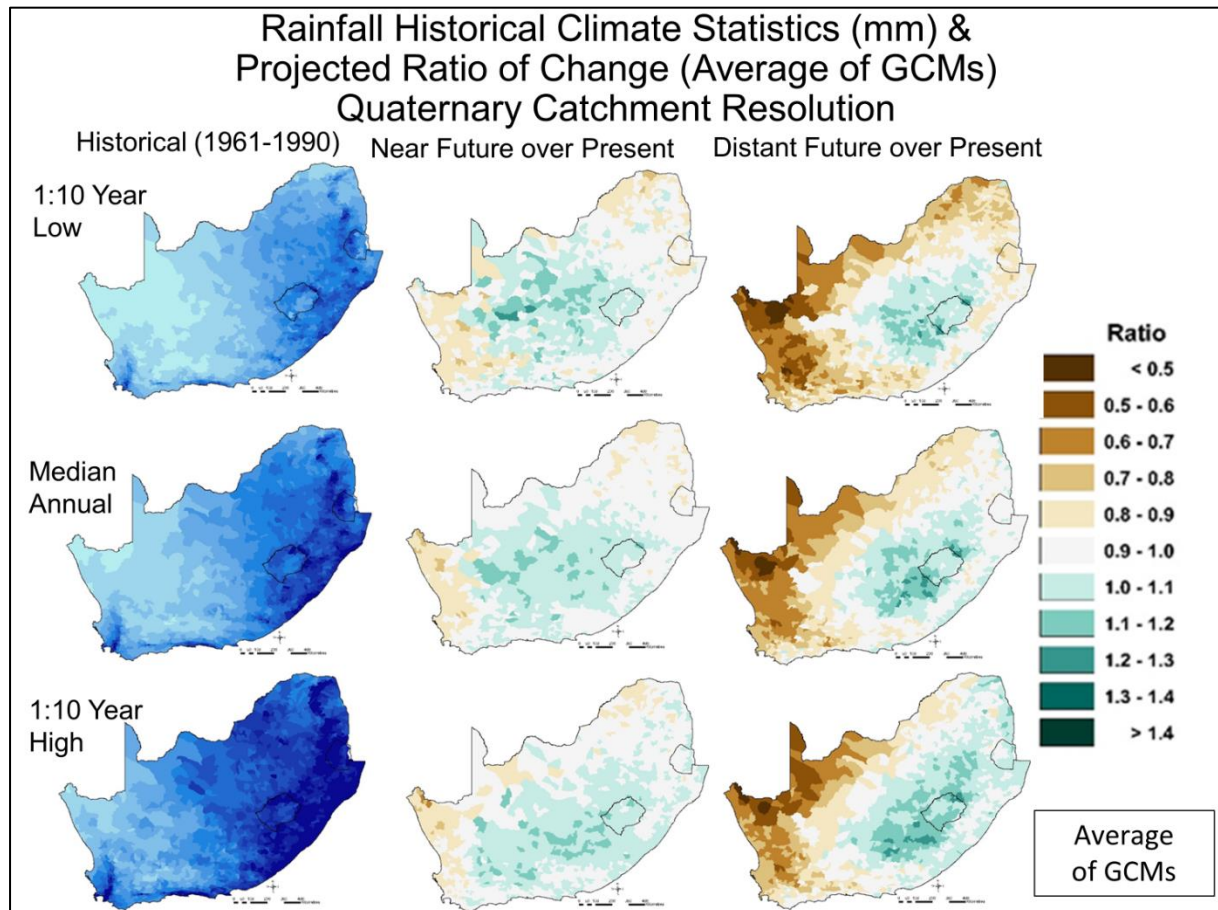 Rainfall Historical Climate Statistics (mm) &
Projected Ratio of Change (Average of GCMs)
Quaternary Catchment Resolution
Historical (1961-1990)
Near Future over Present
Distant Future over Present
1:10 Year
Low
Median
Annual
1:10 Year
High
Ratio
< 0.5
0.5 - 0.6
0.6 - 0.7
0.7 - 0.8
0.8 - 0.9
0.9 - 1.0
1.0 - 1.1
1.1 - 1.2
1.2 - 1.3
1.3 - 1.4
> 1.4
Average
of GCMs